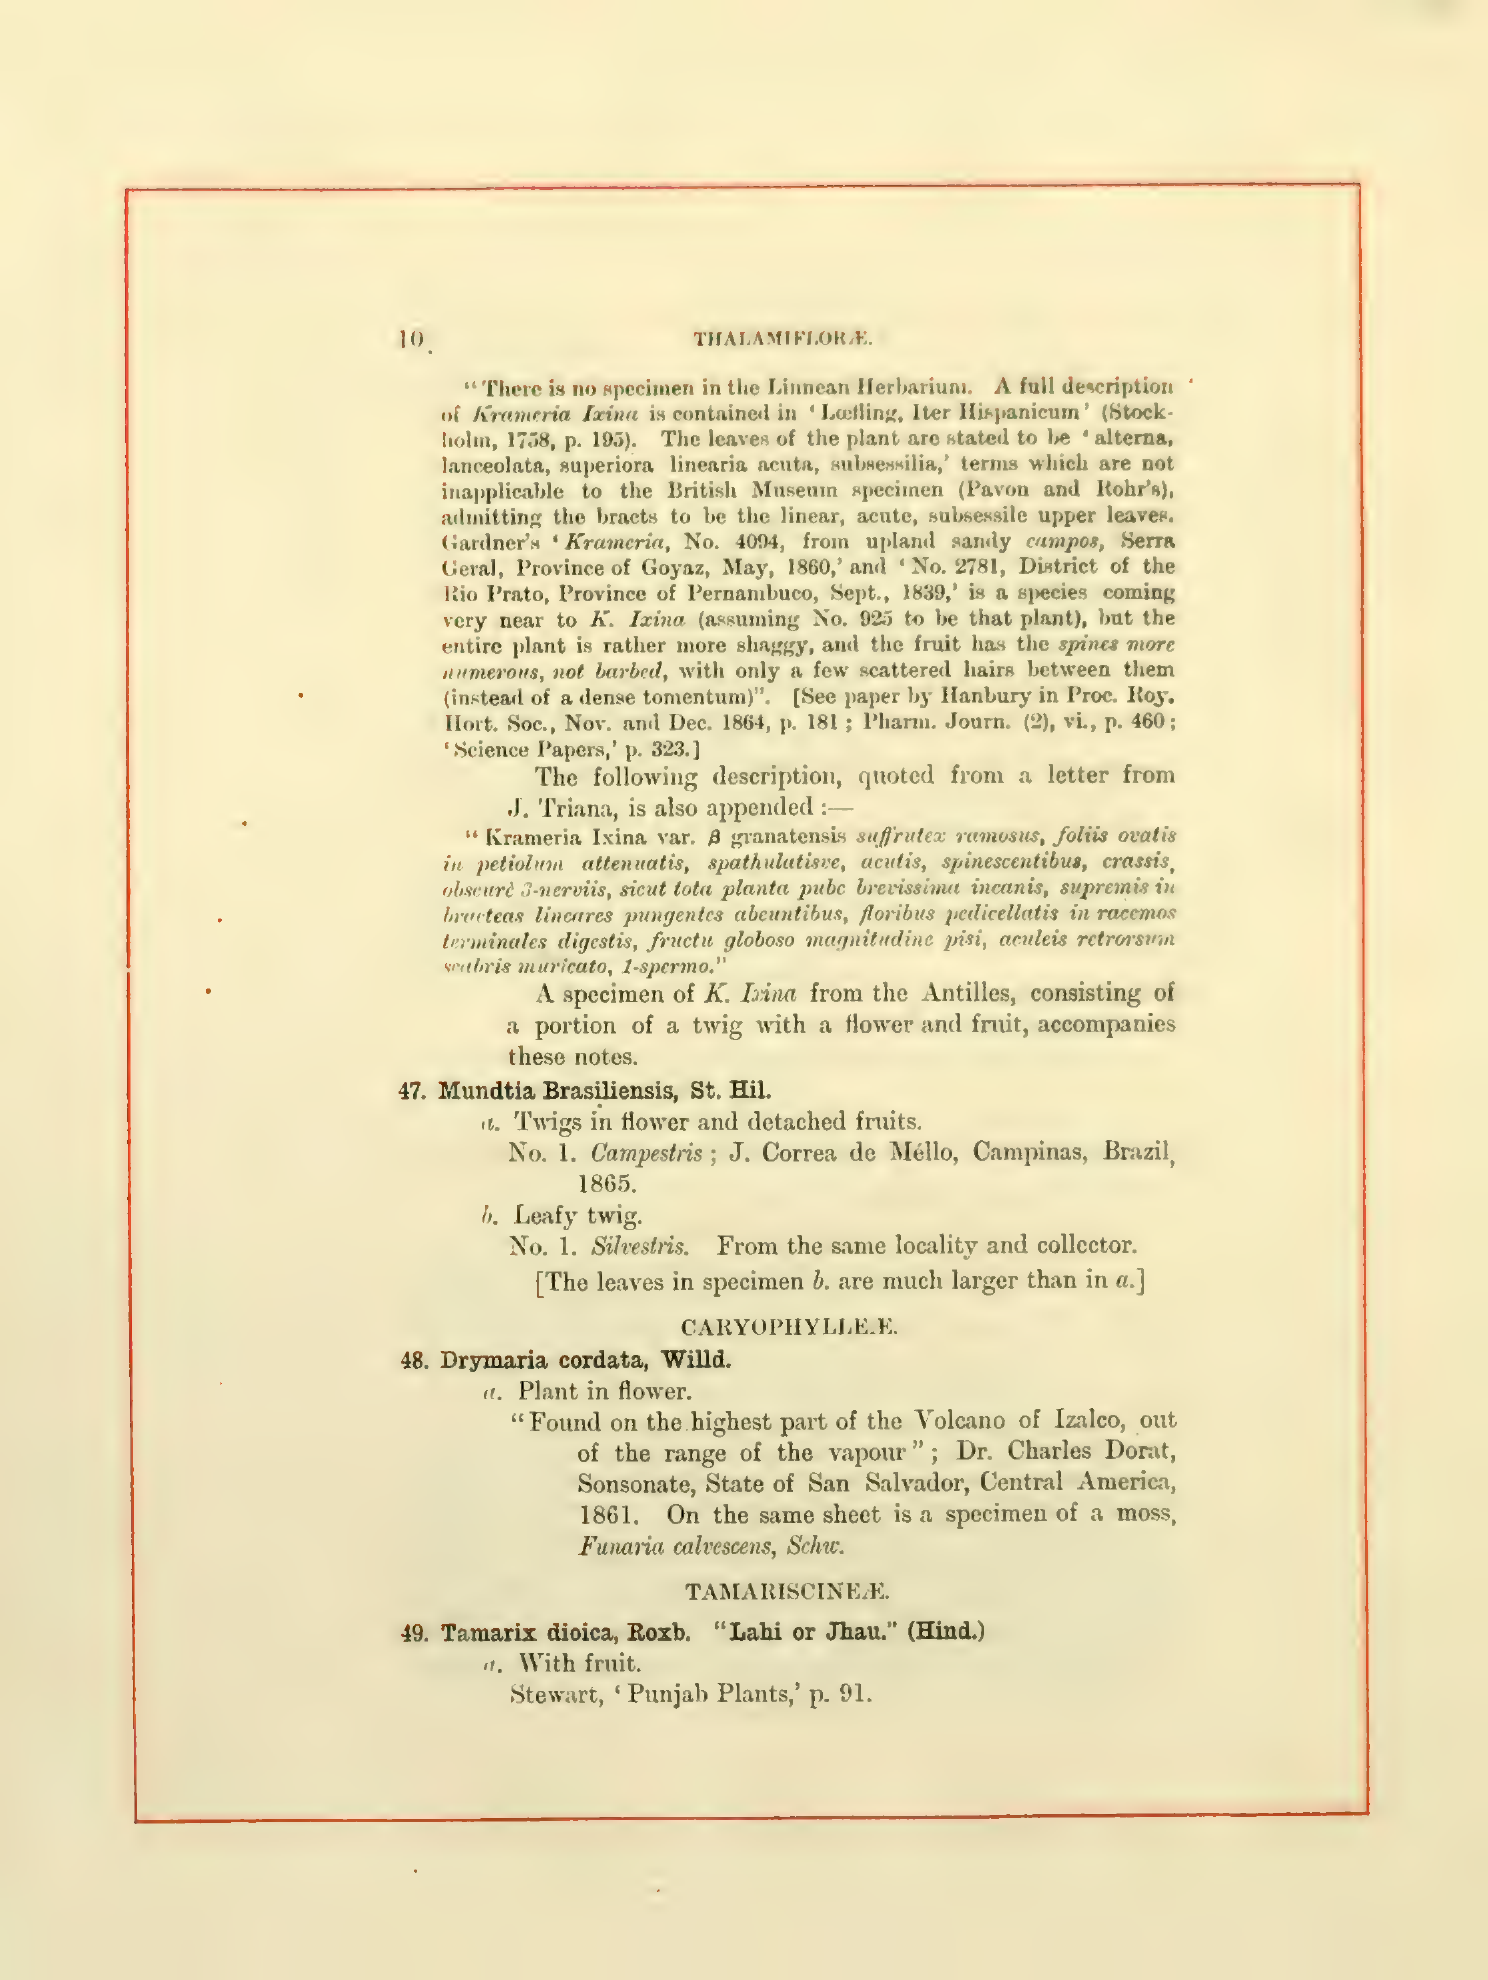 10 THALAMIFLORÆ.
“There is no specimen in the Linnean Herbarium. A full description
of Krameria Ixina is contained in ‘Lœfling, Iter Hispanicum’ (Stock-
holm, 1758, p. 195). The leaves of the plant are stated to be ‘alterna,
lanceolata, superiora linearia acuta, subsessilia,’ terms which are not
inapplicable to the British Museum specimen (Pavon and Rohr’s),
admitting the bracts to be the linear, acute, subsessile upper leaves.
Gardner’s ‘Krameria, No. 4094, from upland sandy campos, Serra
Geral, Province of Goyaz, May, 1860,’ and ‘No. 2781, District of the
Rio Prato, Province of Pernambuco, Sept., 1839,’ is a species coming
very near to K. Ixina (assuming No. 925 to be that plant), but the
entire plant is rather more shaggy, and the fruit has the spines more
numerous, not barbed, with only a few scattered hairs between them
(instead of a dense tomentum)”. [See paper by Hanbury in Proc. Roy.
Hort. Soc., Nov. and Dec. 1864, p. 181; Pharm. Journ. (2), vi., p. 460;
‘Science Papers,’ p. 323.]
The following description, quoted from a letter from
J. Triana, is also appended :—
“Krameria Ixina var. β granatensis suffrutex ramosus, foliis ovatis
in petiolum attenuatis, spathulatisve, acutis, spinescentibus, crassis,
obscurè 3-nerviis, sicut tota planta pube brevissima incanis, supremis in
bracteas lineares pungentes abeuntibus, floribus pedicellatis in racemos
terminales digestis, fructu globoso magnitudine pisi, aculeis retrorsum
scabris muricato, 1-spermo.”
A specimen of K. Ixina from the Antilles, consisting of
a portion of a twig with a flower and fruit, accompanies
these notes.
47. Mundtia Brasiliensis, St. Hil.
a. Twigs in flower and detached fruits.
No. 1. Campestris; J. Correa de Méllo, Campinas, Brazil,
1865.
b. Leafy twig.
No. 1. Silvestris. From the same locality and collector.
[The leaves in specimen b. are much larger than in a.]
CARYOPHYLLEÆ.
48. Drymaria cordata, Willd.
a. Plant in flower.
“Found on the highest part of the Volcano of Izalco, out
of the range of the vapour”; Dr. Charles Dorat,
Sonsonate, State of San Salvador, Central America,
1861. On the same sheet is a specimen of a moss,
Funaria calvescens, Schw.
TAMARISCINEÆ.
49. Tamarix dioica, Roxb. “Lahi or Jhau.” (Hind.)
a. With fruit.
Stewart, ‘Punjab Plants,’ p. 91.